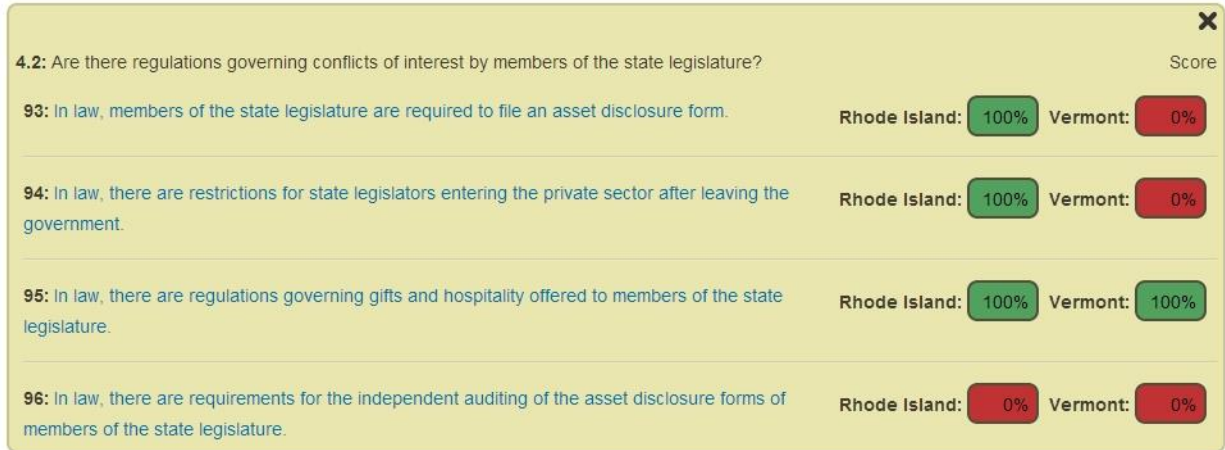 4.2: Are there regulations governing conflicts of interest by members of the state legislature? Score
93: In law, members of the state legislature are required to file an asset disclosure form. Rhode Island: 100% Vermont: 0%
94: In law, there are restrictions for state legislators entering the private sector after leaving the
government.
Rhode Island: 100% Vermont: 0%
95: In law, there are regulations governing gifts and hospitality offered to members of the state
legislature.
Rhode Island: 100% Vermont: 100%
96: In law, there are requirements for the independent auditing of the asset disclosure forms of
members of the state legislature.
Rhode Island: 0% Vermont: 0%